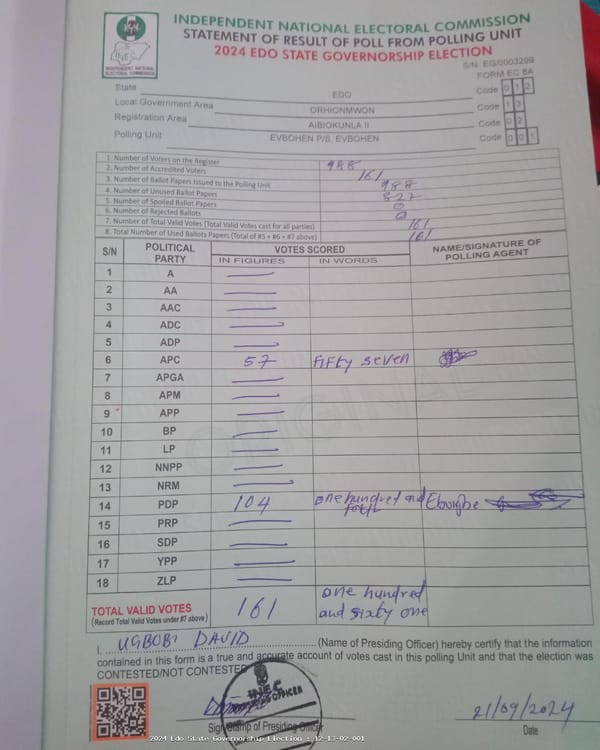 INDEPENDENT NATIONAL ELECTORAL COMMISSION
STATEMENT OF RESULT OF POLL FROM POLLING UNIT
2024 EDO STATE GOVERNORSHIP ELECTION
INEC
INDEPENDENT NATIONAL
ELECTORAL COMMISSION
S/N: EG/0003299
FORM EC 8A
State EDO Code 0 1 2
Local Government Area ORHIONMWON Code 1 3
Registration Area AIBIOKUNLA II Code 0 2
Polling Unit EVBOHEN P/S, EVBOHEN Code 0 0 1
1. Number of Voters on the Register 988
2. Number of Accredited Voters 161
3. Number of Ballot Papers Issued to the Polling Unit 988
4. Number of Unused Ballot Papers 827
5. Number of Spoiled Ballot Papers 0
6. Number of Rejected Ballots 0
7. Number of Total Valid Votes (Total Valid Votes cast for all parties) 161
8. Total Number of Used Ballots Papers (Total of #5 + #6 + #7 above) 161
S/N POLITICAL PARTY VOTES SCORED NAME/SIGNATURE OF POLLING AGENT
IN FIGURES IN WORDS
1 A —
2 AA —
3 AAC —
4 ADC —
5 ADP —
6 APC 57 Fifty seven
7 APGA —
8 APM —
9 APP —
10 BP —
11 LP —
12 NNPP —
13 NRM —
14 PDP 104 one hundred and
15 PRP —
16 SDP —
17 YPP —
18 ZLP —
TOTAL VALID VOTES 161 one hundred
(Record Total Valid Votes under #7 above) and sixty one
I, UGBOBI DAVID (Name of Presiding Officer) hereby certify that the information
contained in this form is a true and accurate account of votes cast in this polling Unit and that the election was
CONTESTED/NOT CONTESTED
INEC
PRESIDING OFFICER
21/09/2024
Sign/Stamp of Presiding Officer Date
2024 Edo State Governorship Election : 12-13-02-001